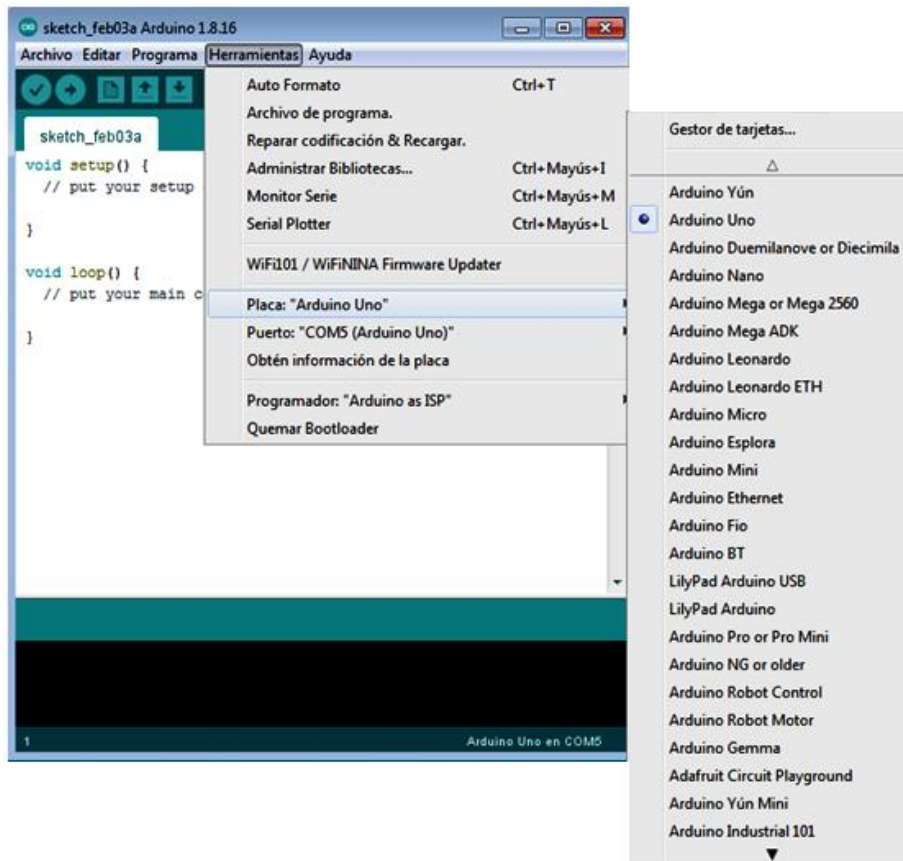 sketch_feb03a Arduino 1.8.16
Archivo Editar Programa Herramientas Ayuda
sketch_feb03a
void setup() {
// put your setup
}
void loop() {
// put your main c
}
Auto Formato Ctrl+T
Archivo de programa.
Reparar codificación & Recargar.
Administrar Bibliotecas... Ctrl+Mayús+I
Monitor Serie Ctrl+Mayús+M
Serial Plotter Ctrl+Mayús+L
WiFi101 / WiFiNINA Firmware Updater
Placa: "Arduino Uno"
Puerto: "COM5 (Arduino Uno)"
Obtén información de la placa
Programador: "Arduino as ISP"
Quemar Bootloader
Gestor de tarjetas...
Arduino Yún
Arduino Uno
Arduino Duemilanove or Diecimila
Arduino Nano
Arduino Mega or Mega 2560
Arduino Mega ADK
Arduino Leonardo
Arduino Leonardo ETH
Arduino Micro
Arduino Esplora
Arduino Mini
Arduino Ethernet
Arduino Fio
Arduino BT
LilyPad Arduino USB
LilyPad Arduino
Arduino Pro or Pro Mini
Arduino NG or older
Arduino Robot Control
Arduino Robot Motor
Arduino Gemma
Adafruit Circuit Playground
Arduino Yún Mini
Arduino Industrial 101
1 Arduino Uno en COM5